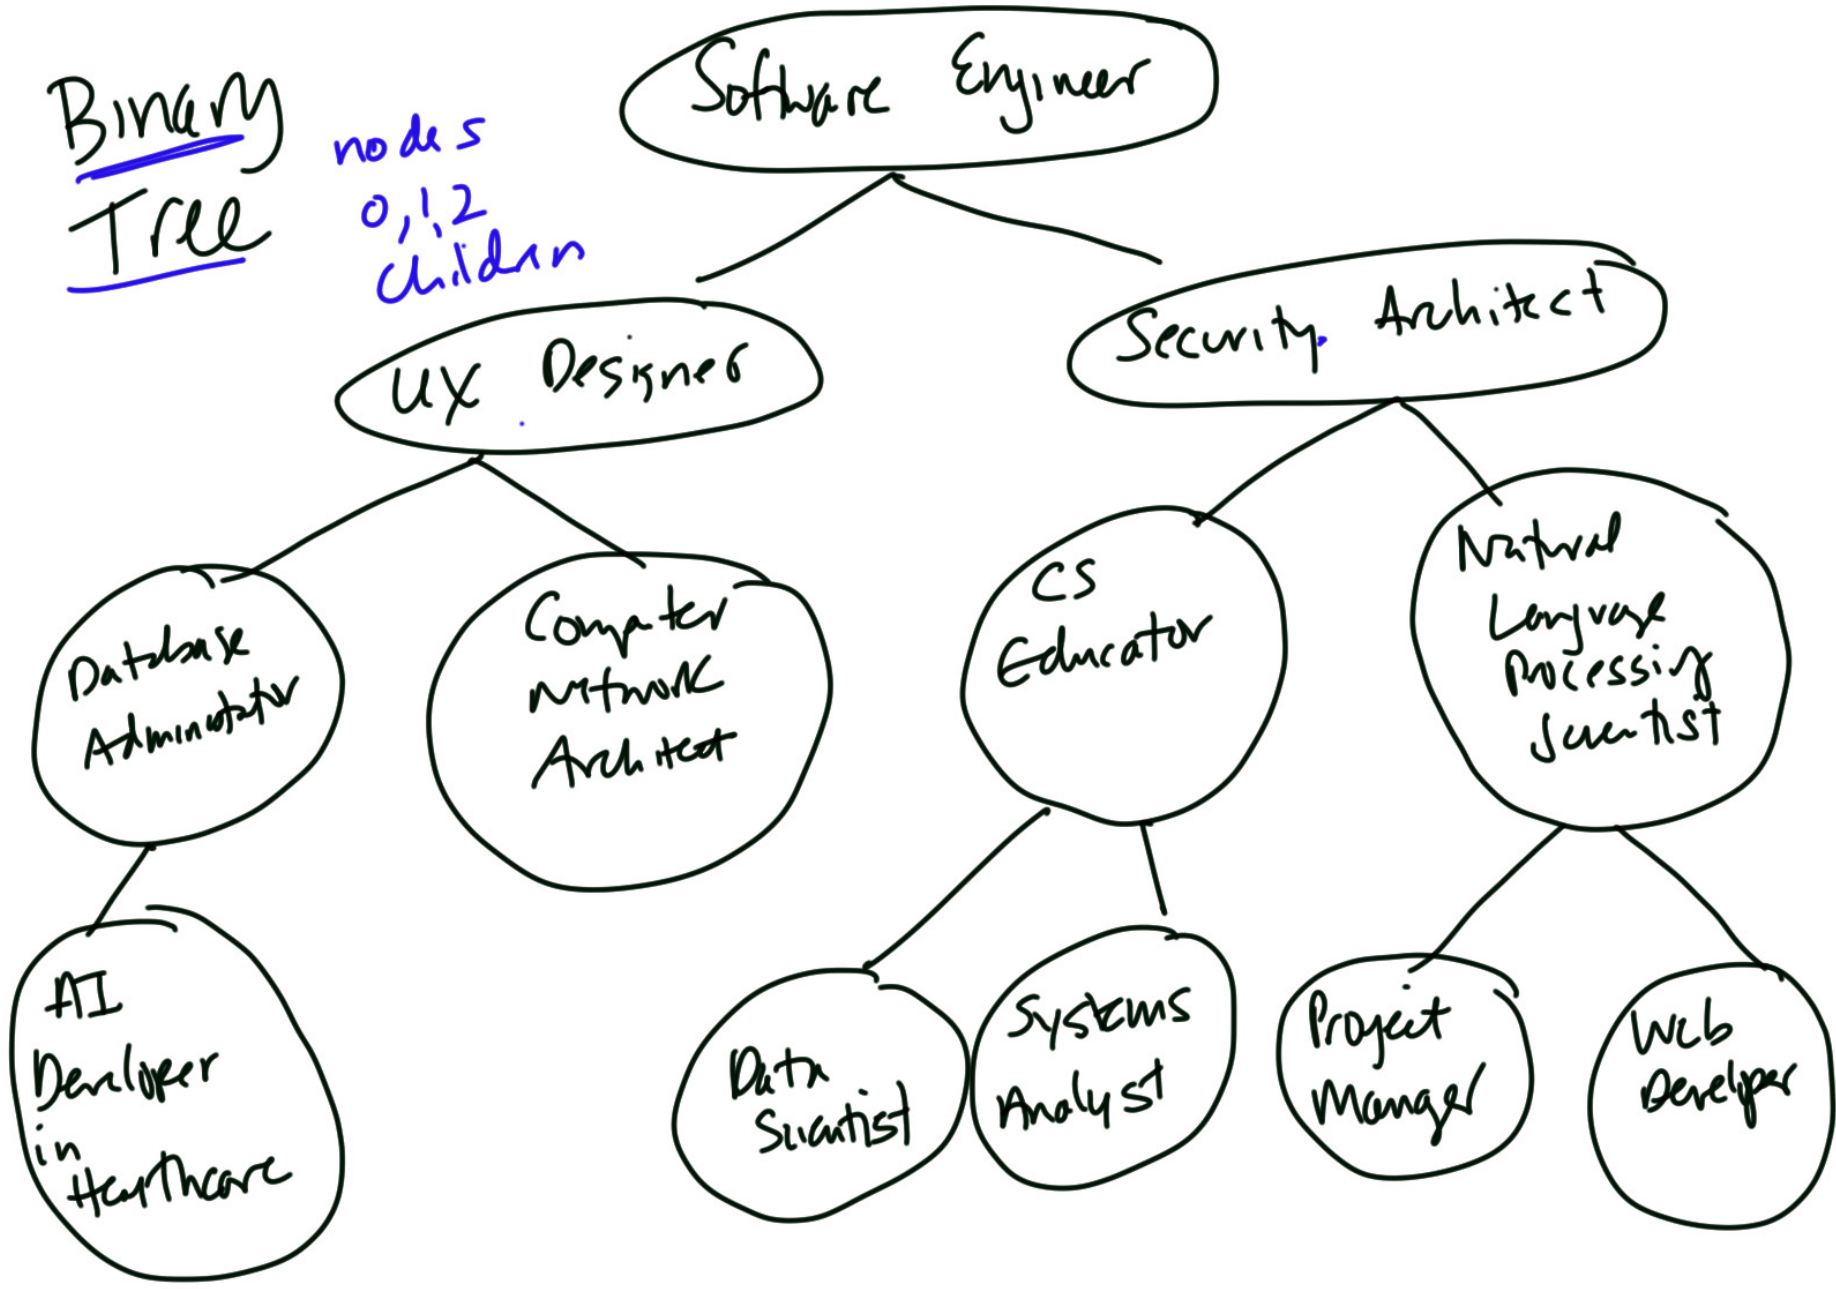 Binary
Tree
nodes
0, 1, 2
children
Software Engineer
UX Designer
Security Architect
Database
Administrator
Computer
Network
Architect
CS
Educator
Natural
Language
Processing
Scientist
AI
Developer
in
Healthcare
Data
Scientist
Systems
Analyst
Project
Manager
Web
Developer